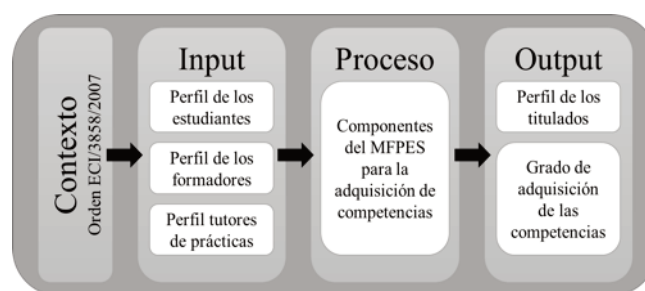 Contexto
Orden ECI/3858/2007
Input
Perfil de los
estudiantes
Perfil de los
formadores
Perfil tutores
de prácticas
Proceso
Componentes
del MFPES
para la
adquisición de
competencias
Output
Perfil de los
titulados
Grado de
adquisición
de las
competencias